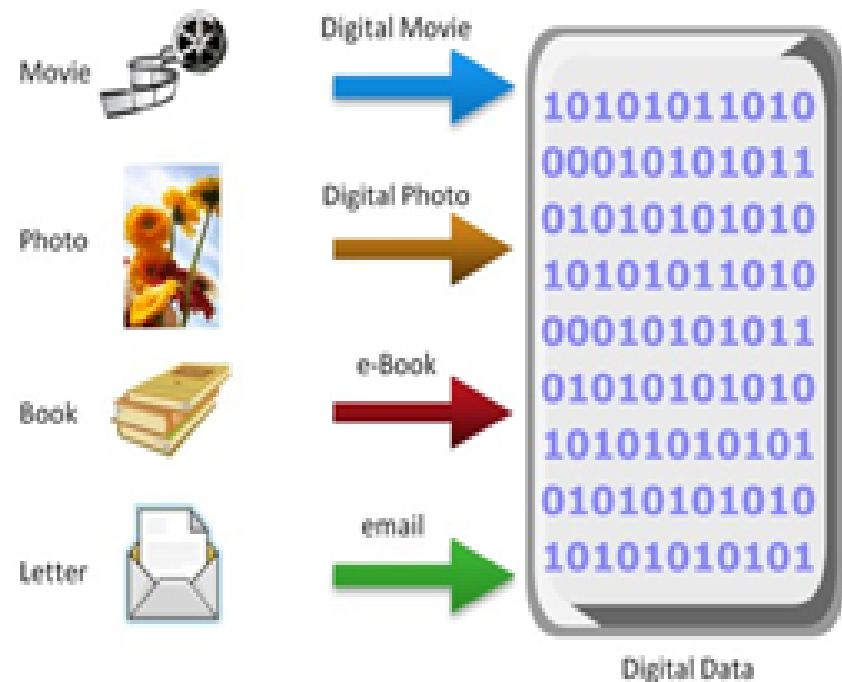 Movie
Digital Movie
Photo
Digital Photo
Book
e-Book
Letter
email
10101011010
00010101011
01010101010
10101011010
00010101011
01010101010
10101010101
01010101010
10101010101
Digital Data